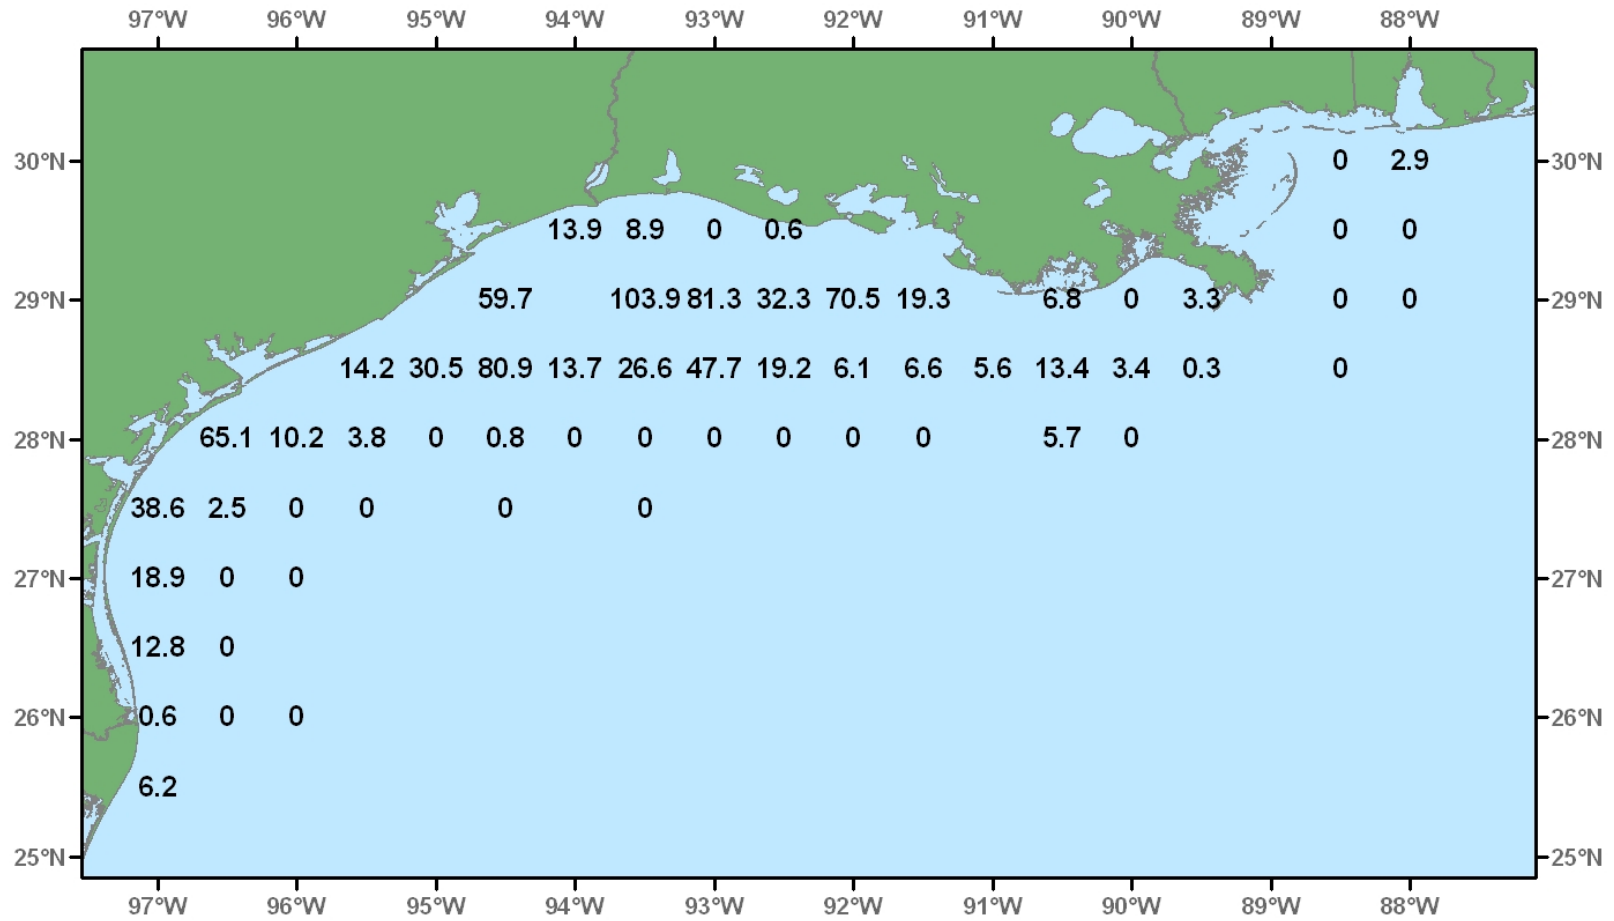 97°W 96°W 95°W 94°W 93°W 92°W 91°W 90°W 89°W 88°W
30°N 0 2.9 30°N
13.9 8.9 0 0.6 0 0
29°N 59.7 103.9 81.3 32.3 70.5 19.3 6.8 0 3.3 0 0 29°N
14.2 30.5 80.9 13.7 26.6 47.7 19.2 6.1 6.6 5.6 13.4 3.4 0.3 0
28°N 65.1 10.2 3.8 0 0.8 0 0 0 0 0 0 5.7 0 28°N
38.6 2.5 0 0 0 0
27°N 18.9 0 0 27°N
12.8 0
26°N 0.6 0 0 26°N
6.2
25°N 25°N
97°W 96°W 95°W 94°W 93°W 92°W 91°W 90°W 89°W 88°W